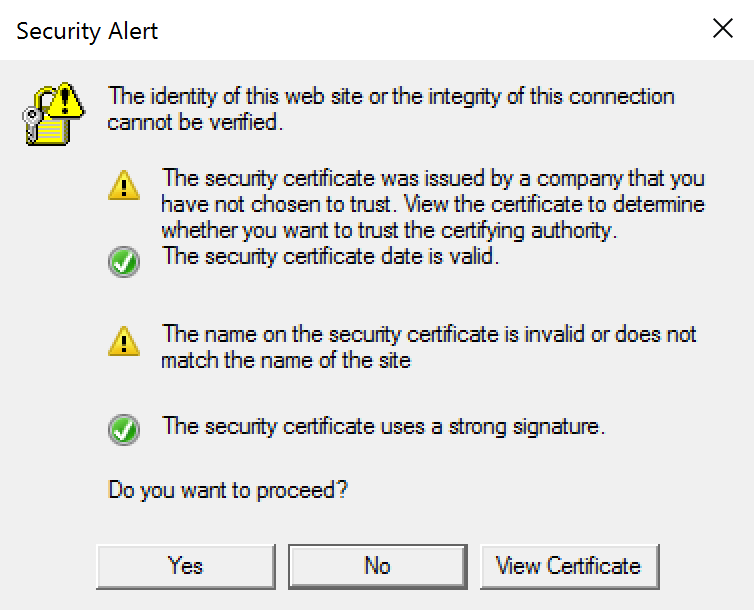 Security Alert
The identity of this web site or the integrity of this connection
cannot be verified.
The security certificate was issued by a company that you
have not chosen to trust. View the certificate to determine
whether you want to trust the certifying authority.
The security certificate date is valid.
The name on the security certificate is invalid or does not
match the name of the site
The security certificate uses a strong signature.
Do you want to proceed?
Yes
No
View Certificate